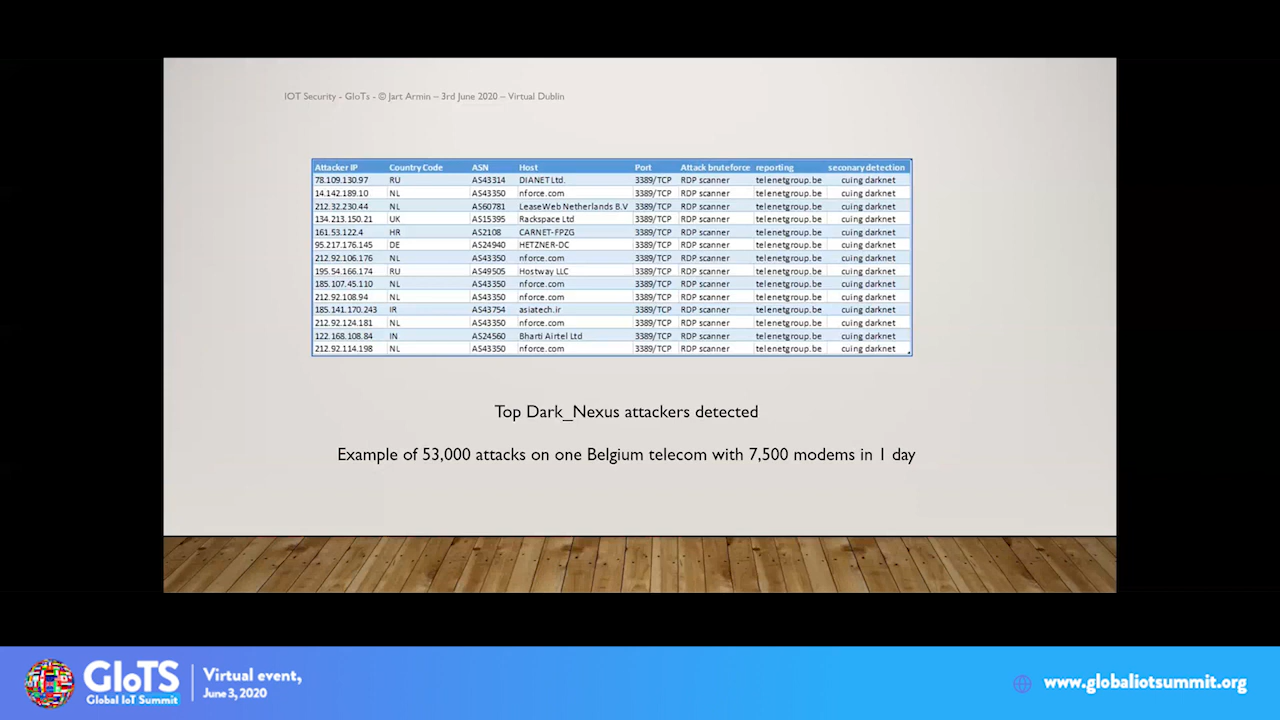 IOT Security - GIoTs - © Jart Armin – 3rd June 2020 – Virtual Dublin
Attacker IP Country Code ASN Host Port Attack bruteforce reporting seconary detection
78.109.130.97 RU AS43314 DIANET Ltd. 3389/TCP RDP scanner telenetgroup.be cuing darknet
14.142.189.10 NL AS43350 nforce.com 3389/TCP RDP scanner telenetgroup.be cuing darknet
212.32.230.44 NL AS60781 LeaseWeb Netherlands B.V 3389/TCP RDP scanner telenetgroup.be cuing darknet
134.213.150.21 UK AS15395 Rackspace Ltd 3389/TCP RDP scanner telenetgroup.be cuing darknet
161.53.122.4 HR AS2108 CARNET-FPZG 3389/TCP RDP scanner telenetgroup.be cuing darknet
95.217.176.145 DE AS24940 HETZNER-DC 3389/TCP RDP scanner telenetgroup.be cuing darknet
212.92.106.176 NL AS43350 nforce.com 3389/TCP RDP scanner telenetgroup.be cuing darknet
195.54.166.174 RU AS49505 Hostway LLC 3389/TCP RDP scanner telenetgroup.be cuing darknet
185.107.45.110 NL AS43350 nforce.com 3389/TCP RDP scanner telenetgroup.be cuing darknet
212.92.108.94 NL AS43350 nforce.com 3389/TCP RDP scanner telenetgroup.be cuing darknet
185.141.170.243 IR AS43754 asiatech.ir 3389/TCP RDP scanner telenetgroup.be cuing darknet
212.92.124.181 NL AS43350 nforce.com 3389/TCP RDP scanner telenetgroup.be cuing darknet
122.168.108.84 IN AS24560 Bharti Airtel Ltd 3389/TCP RDP scanner telenetgroup.be cuing darknet
212.92.114.198 NL AS43350 nforce.com 3389/TCP RDP scanner telenetgroup.be cuing darknet
Top Dark_Nexus attackers detected
Example of 53,000 attacks on one Belgium telecom with 7,500 modems in 1 day
GIoTS
Global IoT Summit
Virtual event,
June 3, 2020
www.globaliotsummit.org